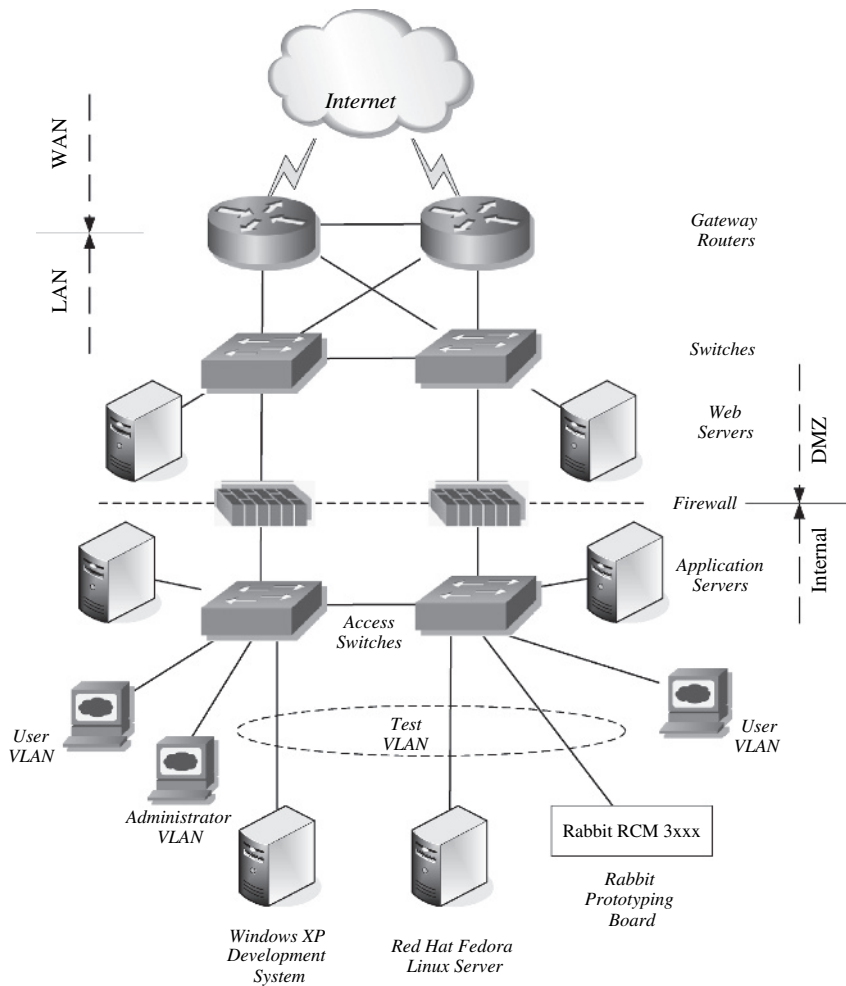 Internet
WAN
LAN
Gateway
Routers
Switches
Web
Servers
DMZ
Firewall
Internal
Application
Servers
Access
Switches
User
VLAN
Test
VLAN
User
VLAN
Administrator
VLAN
Rabbit RCM 3xxx
Rabbit
Prototyping
Board
Windows XP
Development
System
Red Hat Fedora
Linux Server